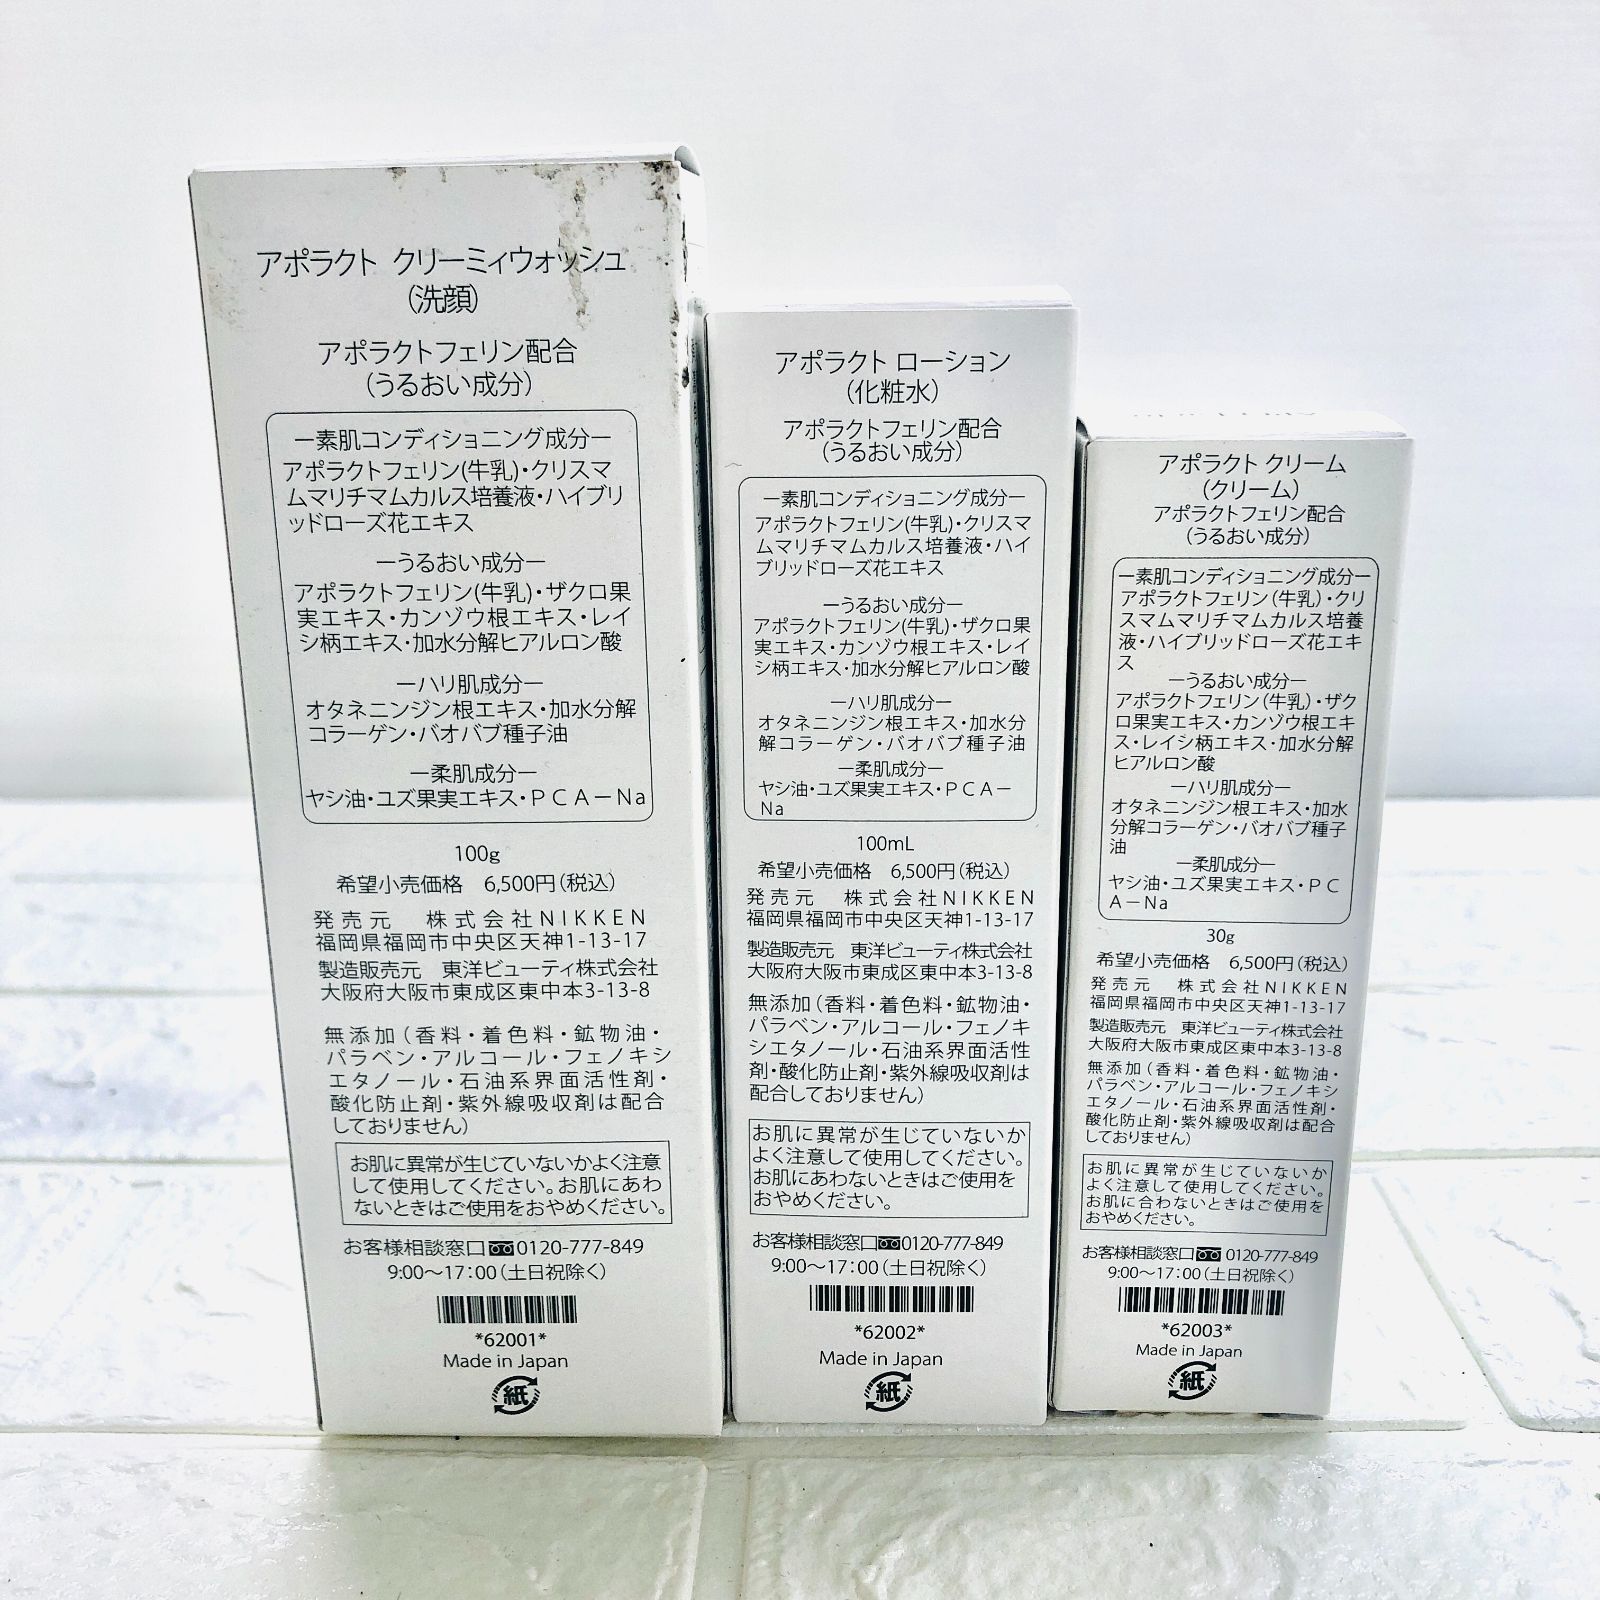 アポラクト クリーミィウォッシュ
(洗顔)
アポラクトフェリン配合
(うるおい成分)
ー素肌コンディショニング成分ー
アポラクトフェリン(牛乳)・クリスマ
ムマリチマムカルス培養液・ハイブリ
ッドローズ花エキス
ーうるおい成分ー
アポラクトフェリン(牛乳)・ザクロ果
実エキス・カンゾウ根エキス・レイ
シ柄エキス・加水分解ヒアルロン酸
ーハリ肌成分ー
オタネニンジン根エキス・加水分解
コラーゲン・バオバブ種子油
ー柔肌成分ー
ヤシ油・ユズ果実エキス・PCA－Na
100g
希望小売価格 6,500円(税込)
発売元 株式会社NIKKEN
福岡県福岡市中央区天神1-13-17
製造販売元 東洋ビューティ株式会社
大阪府大阪市東成区東中本3-13-8
無添加(香料・着色料・鉱物油・
パラベン・アルコール・フェノキシ
エタノール・石油系界面活性剤・
酸化防止剤・紫外線吸収剤は配合
しておりません)
お肌に異常が生じていないかよく注意
して使用してください。お肌にあわ
ないときはご使用をおやめください。
お客様相談窓口 0120-777-849
9:00～17:00(土日祝除く)
*62001*
Made in Japan
紙
アポラクト ローション
(化粧水)
アポラクトフェリン配合
(うるおい成分)
ー素肌コンディショニング成分ー
アポラクトフェリン(牛乳)・クリスマ
ムマリチマムカルス培養液・ハイ
ブリッドローズ花エキス
ーうるおい成分ー
アポラクトフェリン(牛乳)・ザクロ果
実エキス・カンゾウ根エキス・レイ
シ柄エキス・加水分解ヒアルロン酸
ーハリ肌成分ー
オタネニンジン根エキス・加水分
解コラーゲン・バオバブ種子油
ー柔肌成分ー
ヤシ油・ユズ果実エキス・PCA－
Na
100mL
希望小売価格 6,500円(税込)
発売元 株式会社NIKKEN
福岡県福岡市中央区天神1-13-17
製造販売元 東洋ビューティ株式会社
大阪府大阪市東成区東中本3-13-8
無添加(香料・着色料・鉱物油・
パラベン・アルコール・フェノキ
シエタノール・石油系界面活性
剤・酸化防止剤・紫外線吸収剤は
配合しておりません)
お肌に異常が生じていないか
よく注意して使用してください。
お肌にあわないときはご使用を
おやめください。
お客様相談窓口 0120-777-849
9:00～17:00(土日祝除く)
*62002*
Made in Japan
紙
アポラクト クリーム
(クリーム)
アポラクトフェリン配合
(うるおい成分)
ー素肌コンディショニング成分ー
アポラクトフェリン(牛乳)・クリ
スマムマリチマムカルス培養
液・ハイブリッドローズ花エキ
ス
ーうるおい成分ー
アポラクトフェリン(牛乳)・ザク
ロ果実エキス・カンゾウ根エキ
ス・レイシ柄エキス・加水分解
ヒアルロン酸
ーハリ肌成分ー
オタネニンジン根エキス・加水
分解コラーゲン・バオバブ種子
油
ー柔肌成分ー
ヤシ油・ユズ果実エキス・PC
A－Na
30g
希望小売価格 6,500円(税込)
発売元 株式会社NIKKEN
福岡県福岡市中央区天神1-13-17
製造販売元 東洋ビューティ株式会社
大阪府大阪市東成区東中本3-13-8
無添加(香料・着色料・鉱物油・
パラベン・アルコール・フェノキシ
エタノール・石油系界面活性剤・
酸化防止剤・紫外線吸収剤は配合
しておりません)
お肌に異常が生じていないか
よく注意して使用してください。
お肌に合わないときはご使用を
おやめください。
お客様相談窓口 0120-777-849
9:00～17:00(土日祝除く)
*62003*
Made in Japan
紙